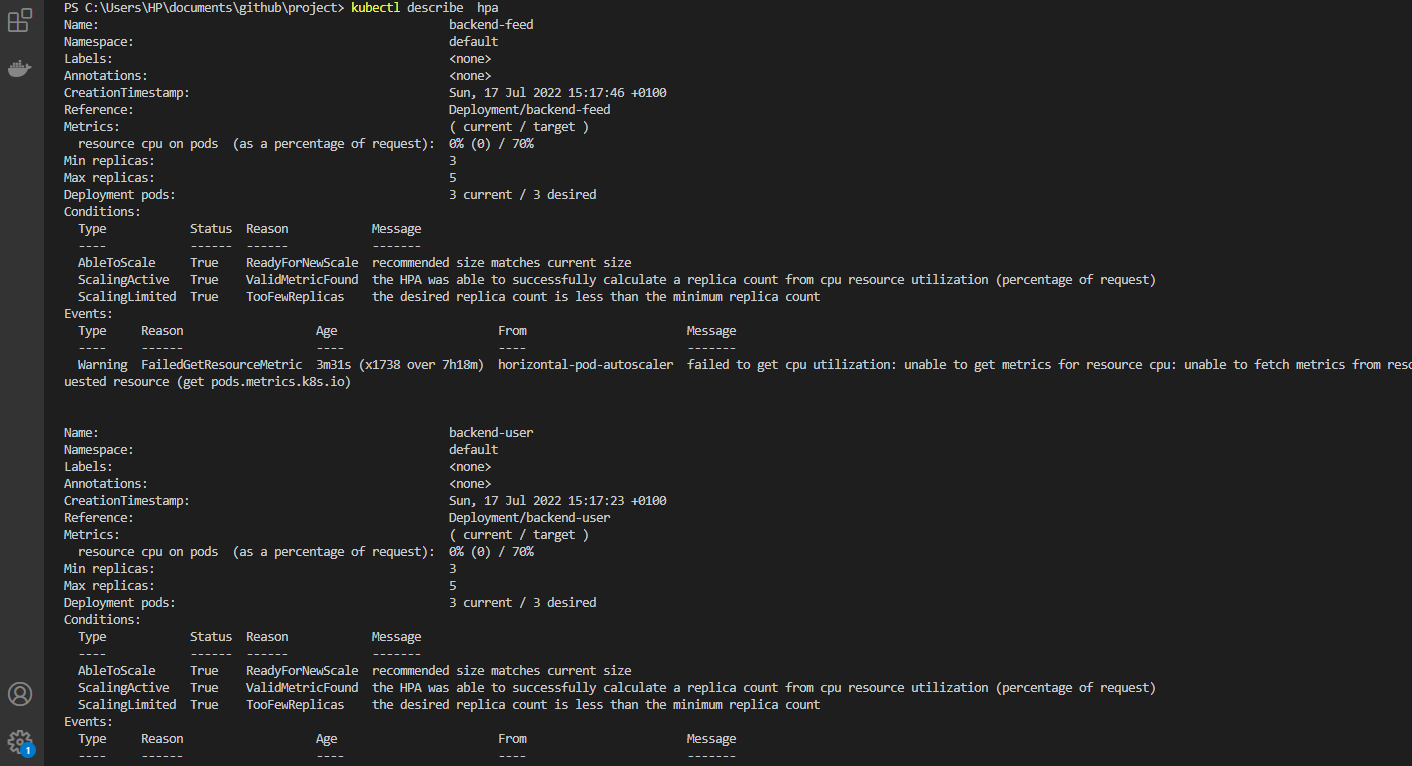 PS C:\Users\HP\documents\github\project> kubectl describe  hpa
Name:                                                  backend-feed
Namespace:                                             default
Labels:                                                <none>
Annotations:                                           <none>
CreationTimestamp:                                     Sun, 17 Jul 2022 15:17:46 +0100
Reference:                                             Deployment/backend-feed
Metrics:                                               ( current / target )
  resource cpu on pods  (as a percentage of request):  0% (0) / 70%
Min replicas:                                          3
Max replicas:                                          5
Deployment pods:                                       3 current / 3 desired
Conditions:
  Type            Status  Reason            Message
  ----            ------  ------            -------
  AbleToScale     True    ReadyForNewScale  recommended size matches current size
  ScalingActive   True    ValidMetricFound  the HPA was able to successfully calculate a replica count from cpu resource utilization (percentage of request)
  ScalingLimited  True    TooFewReplicas    the desired replica count is less than the minimum replica count
Events:
  Type     Reason                   Age                       From                       Message
  ----     ------                   ----                      ----                       -------
  Warning  FailedGetResourceMetric  3m31s (x1738 over 7h18m)  horizontal-pod-autoscaler  failed to get cpu utilization: unable to get metrics for resource cpu: unable to fetch metrics from reso
uested resource (get pods.metrics.k8s.io)
Name:                                                  backend-user
Namespace:                                             default
Labels:                                                <none>
Annotations:                                           <none>
CreationTimestamp:                                     Sun, 17 Jul 2022 15:17:23 +0100
Reference:                                             Deployment/backend-user
Metrics:                                               ( current / target )
  resource cpu on pods  (as a percentage of request):  0% (0) / 70%
Min replicas:                                          3
Max replicas:                                          5
Deployment pods:                                       3 current / 3 desired
Conditions:
  Type            Status  Reason            Message
  ----            ------  ------            -------
  AbleToScale     True    ReadyForNewScale  recommended size matches current size
  ScalingActive   True    ValidMetricFound  the HPA was able to successfully calculate a replica count from cpu resource utilization (percentage of request)
  ScalingLimited  True    TooFewReplicas    the desired replica count is less than the minimum replica count
Events:
  Type     Reason                   Age                       From                       Message
  ----     ------                   ----                      ----                       -------
1